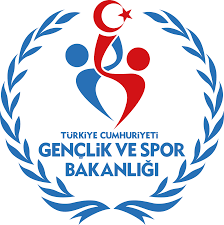 TÜRKİYE CUMHURİYETİ
GENÇLİK VE SPOR
BAKANLIĞI